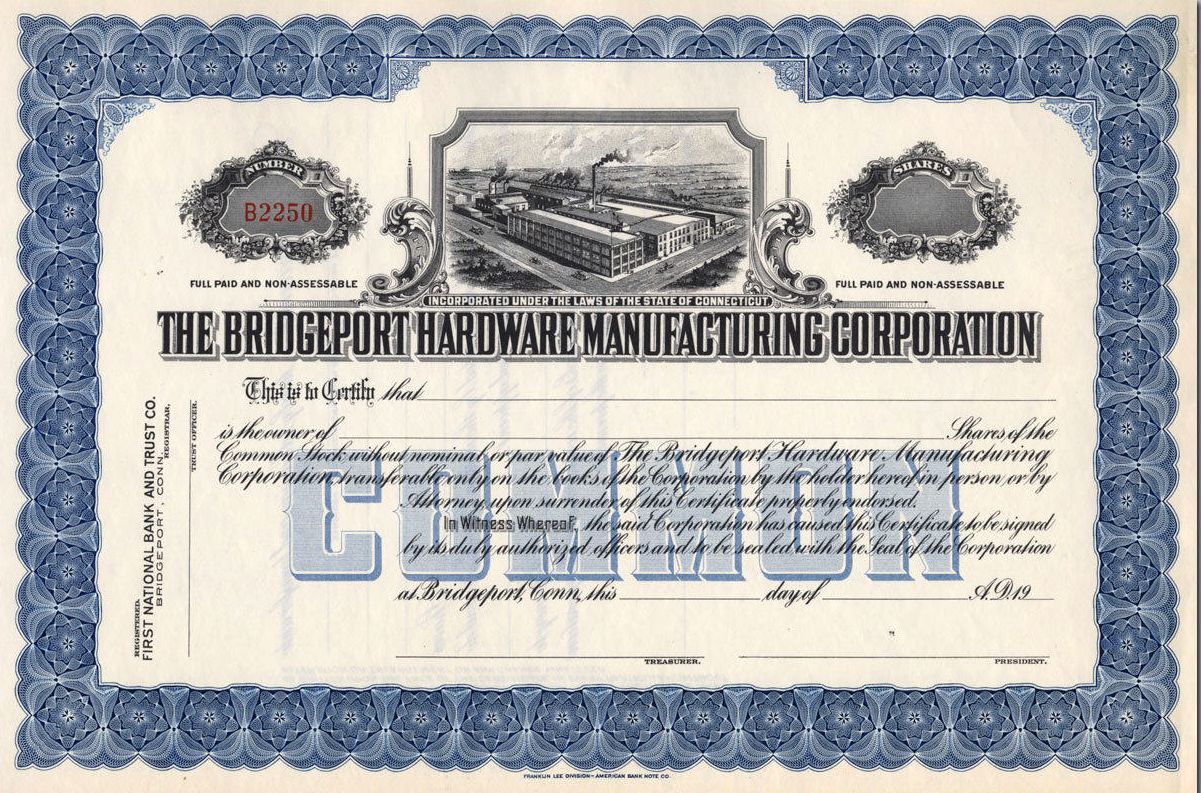 NUMBER
B2250
SHARES
FULL PAID AND NON-ASSESSABLE
FULL PAID AND NON-ASSESSABLE
INCORPORATED UNDER THE LAWS OF THE STATE OF CONNECTICUT
THE BRIDGEPORT HARDWARE MANUFACTURING CORPORATION
This is to Certify that
is the owner of Shares of the
Common Stock without nominal or par value of The Bridgeport Hardware Manufacturing
Corporation, transferable only on the books of the Corporation by the holder hereof in person or by
Attorney upon surrender of this Certificate properly endorsed.
In Witness Whereof, the said Corporation has caused this Certificate to be signed
by its duly authorized officers and to be sealed with the Seal of the Corporation
at Bridgeport, Conn., this day of A.D. 19
COMMON
TREASURER.
PRESIDENT.
REGISTERED.
FIRST NATIONAL BANK AND TRUST CO.
BRIDGEPORT, CONN.
REGISTRAR,
TRUST OFFICER.
FRANKLIN LEE DIVISION-AMERICAN BANK NOTE CO.